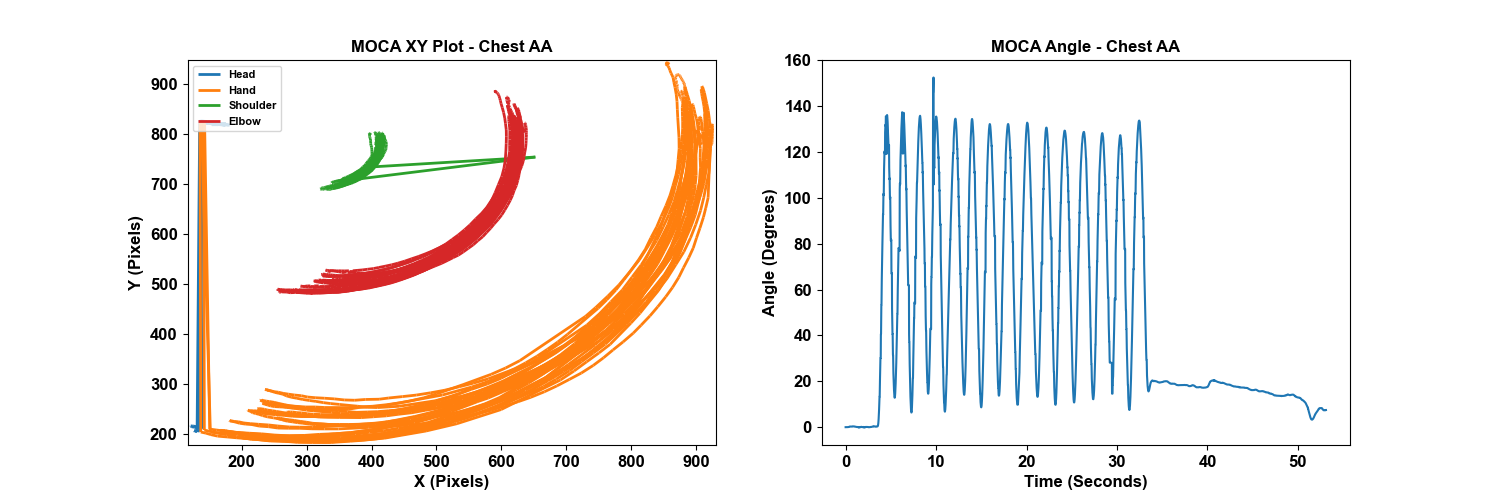 MOCA XY Plot - Chest AA
Y (Pixels)
900
800
700
600
500
400
300
200
Head
Hand
Shoulder
Elbow
200 300 400 500 600 700 800 900
X (Pixels)
MOCA Angle - Chest AA
Angle (Degrees)
160
140
120
100
80
60
40
20
0
0 10 20 30 40 50
Time (Seconds)